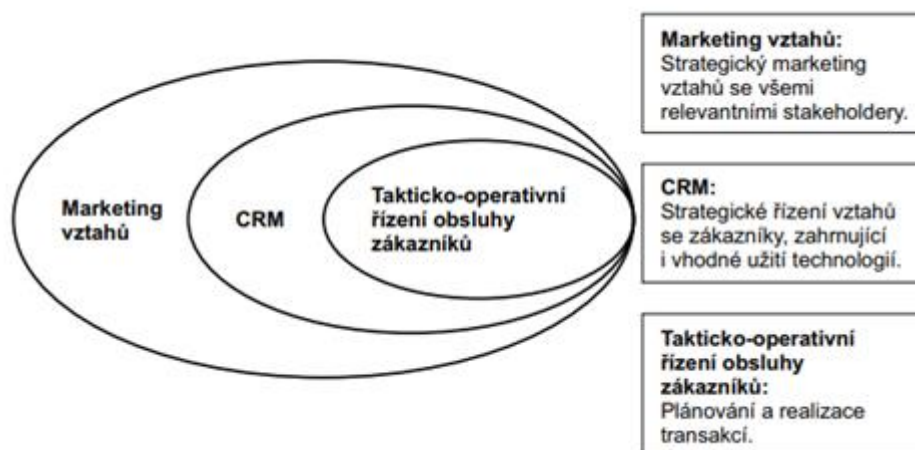 Marketing
vztahů
CRM
Takticko-operativní
řízení obsluhy
zákazníků
Marketing vztahů:
Strategický marketing
vztahů se všemi
relevantními stakeholdery.
CRM:
Strategické řízení vztahů
se zákazníky, zahrnující
i vhodné užití technologií.
Takticko-operativní
řízení obsluhy
zákazníků:
Plánování a realizace
transakcí.